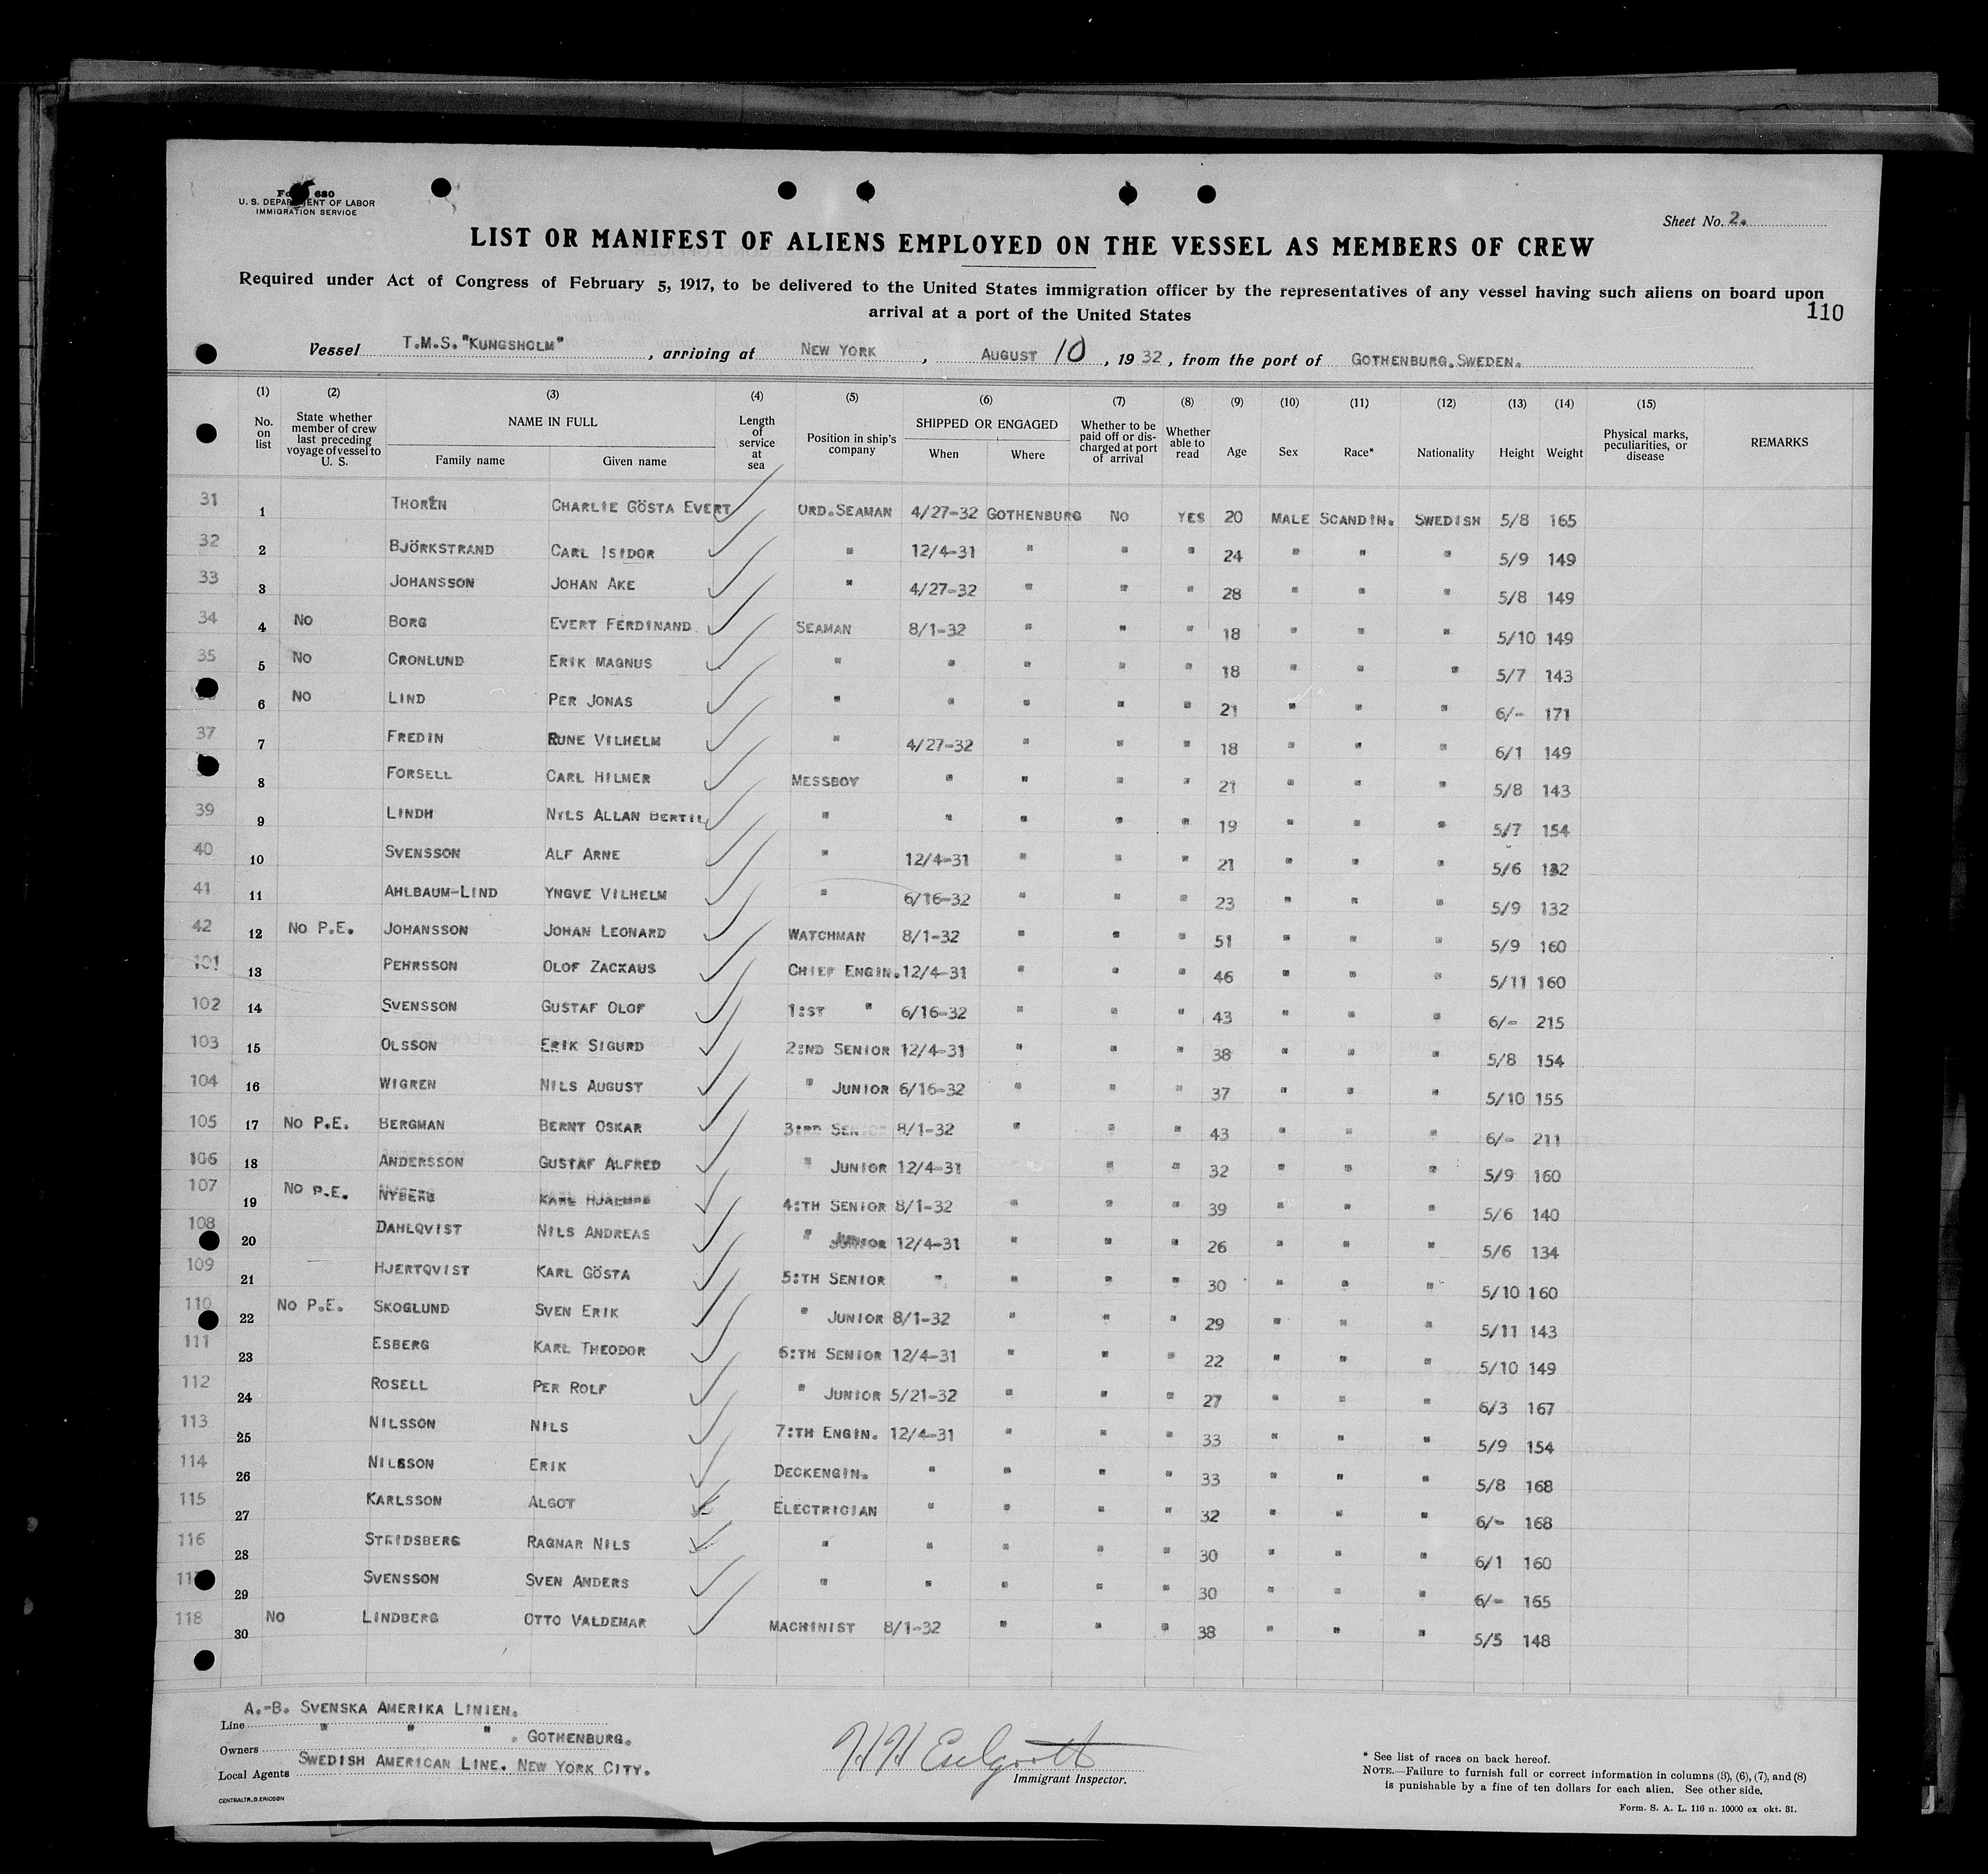 Form 680
U. S. DEPARTMENT OF LABOR
IMMIGRATION SERVICE
Sheet No. 2.
LIST OR MANIFEST OF ALIENS EMPLOYED ON THE VESSEL AS MEMBERS OF CREW
Required under Act of Congress of February 5, 1917, to be delivered to the United States immigration officer by the representatives of any vessel having such aliens on board upon
arrival at a port of the United States
110
Vessel T.M.S. "KUNGSHOLM", arriving at NEW YORK, AUGUST 10, 1932, from the port of GOTHENBURG.SWEDEN.
(1) (2) (3) (4) (5) (6) (7) (8) (9) (10) (11) (12) (13) (14) (15)
No. on list State whether member of crew last preceding voyage of vessel to U. S. NAME IN FULL Family name Given name Length of service at sea Position in ship's company SHIPPED OR ENGAGED When Where Whether to be paid off or discharged at port of arrival Whether able to read Age Sex Race* Nationality Height Weight Physical marks, peculiarities, or disease REMARKS
31 1 THORÉN CHARLIE GÖSTA EVERT ORD.SEAMAN 4/27-32 GOTHENBURG NO YES 20 MALE SCANDIN. SWEDISH 5/8 165
32 2 BJÖRKSTRAND CARL ISIDOR " 12/4-31 " " " 24 " " " 5/9 149
33 3 JOHANSSON JOHAN AKE " 4/27-32 " " " 28 " " " 5/8 149
34 4 NO BORG EVERT FERDINAND SEAMAN 8/1-32 " " " 18 " " " 5/10 149
35 5 NO CRONLUND ERIK MAGNUS " " " " " 18 " " " 5/7 143
6 NO LIND PER JONAS " " " " " 21 " " " 6/- 171
37 7 FREDIN RUNE VILHELM " 4/27-32 " " " 18 " " " 6/1 149
8 FORSELL CARL HILMER MESSBOY " " " " 21 " " " 5/8 143
39 9 LINDH NYLS ALLAN BERTIL " " " " " 19 " " " 5/7 154
40 10 SVENSSON ALF ARNE " 12/4-31 " " " 21 " " " 5/6 132
41 11 AHLBAUM-LIND YNGVE VILHELM " 6/16-32 " " " 23 " " " 5/9 132
42 12 NO P.E. JOHANSSON JOHAN LEONARD WATCHMAN 8/1-32 " " " 51 " " " 5/9 160
101 13 PEHRSSON OLOF ZACKAUS CHIEF ENGIN. 12/4-31 " " " 46 " " " 5/11 160
102 14 SVENSSON GUSTAF OLOF 1:ST " 6/16-32 " " " 43 " " " 6/- 215
103 15 OLSSON ERIK SIGURD 2:ND SENIOR 12/4-31 " " " 38 " " " 5/8 154
104 16 WIGREN NILS AUGUST " JUNIOR 6/16-32 " " " 37 " " " 5/10 155
105 17 NO P.E. BERGMAN BERNT OSKAR 3:RD SENIOR 8/1-32 " " " 43 " " " 6/- 211
106 18 ANDERSSON GUSTAF ALFRED " JUNIOR 12/4-31 " " 32 " " " 5/9 160
107 19 NO P.E. NYBERG KARL 4:TH SENIOR 8/1-32 " " " 39 " " " 5/6 140
108 20 DAHLQVIST NILS ANDREAS " JUNIOR 12/4-31 " " " 26 " " " 5/6 134
109 21 HJERTQVIST KARL GÖSTA 5:TH SENIOR " " " " 30 " " " 5/10 160
110 22 NO P.E. SKOGLUND SVEN ERIK " JUNIOR 8/1-32 " " " 29 " " " 5/11 143
111 23 ESBERG KARL THEODOR 6:TH SENIOR 12/4-31 " " " 22 " " " 5/10 149
112 24 ROSELL PER ROLF " JUNIOR 5/21-32 " " " 27 " " " 6/3 167
113 25 NILSSON NILS 7:TH ENGIN. 12/4-31 " " " 33 " " " 5/9 154
114 26 NILSSON ERIK DECKENGIN. " " " " 33 " " " 5/8 168
115 27 KARLSSON ALGOT ELECTRICIAN " " " " 32 " " " 6/- 168
116 28 STRIDSBERG RAGNAR NILS " " " " " 30 " " " 6/1 160
29 SVENSSON SVEN ANDERS " " " " " 30 " " " 6/- 165
118 30 NO LINDBERG OTTO VALDEMAR MACHINIST 8/1-32 " " " 38 " " " 5/5 148
Line A.-B. SVENSKA AMERIKA LINIEN.
Owners " " " . GOTHENBURG.
Local Agents SWEDISH AMERICAN LINE. NEW YORK CITY.
CENTRALTR., G. ERICSON
Immigrant Inspector.
* See list of races on back hereof.
NOTE.—Failure to furnish full or correct information in columns (3), (6), (7), and (8)
is punishable by a fine of ten dollars for each alien. See other side.
Form. S. A. L. 116 n. 10000 ex okt. 31.